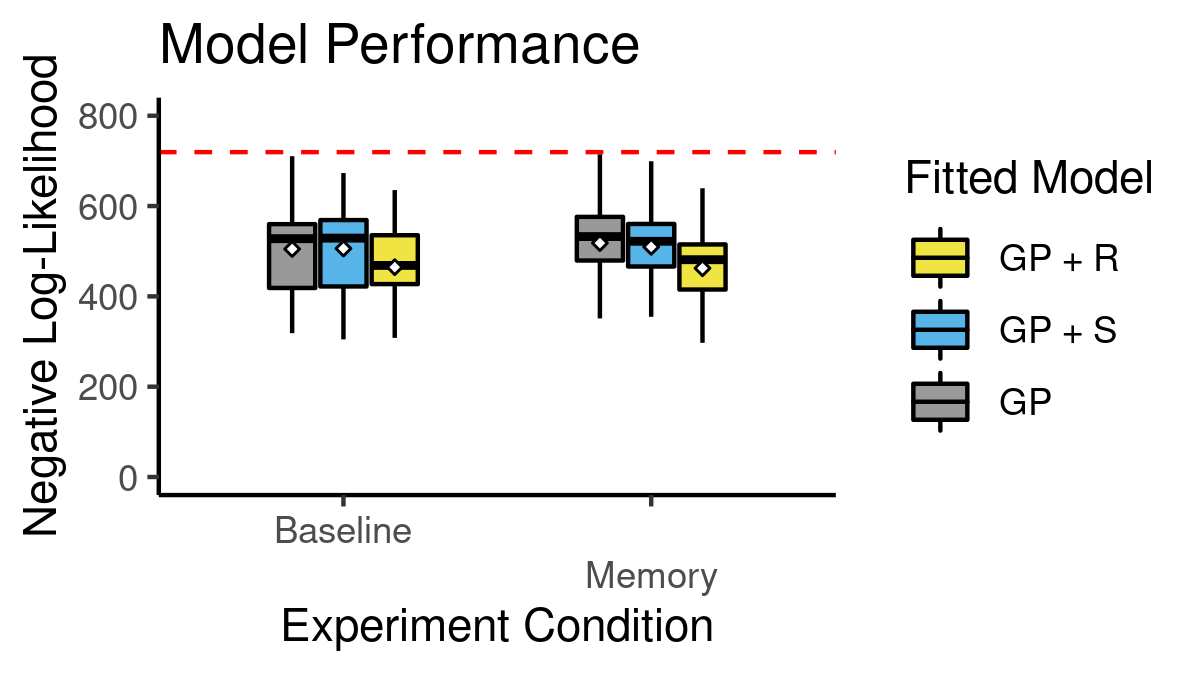 Model Performance
Negative Log-Likelihood
800
600
400
200
0
Baseline
Memory
Experiment Condition
Fitted Model
GP + R
GP + S
GP